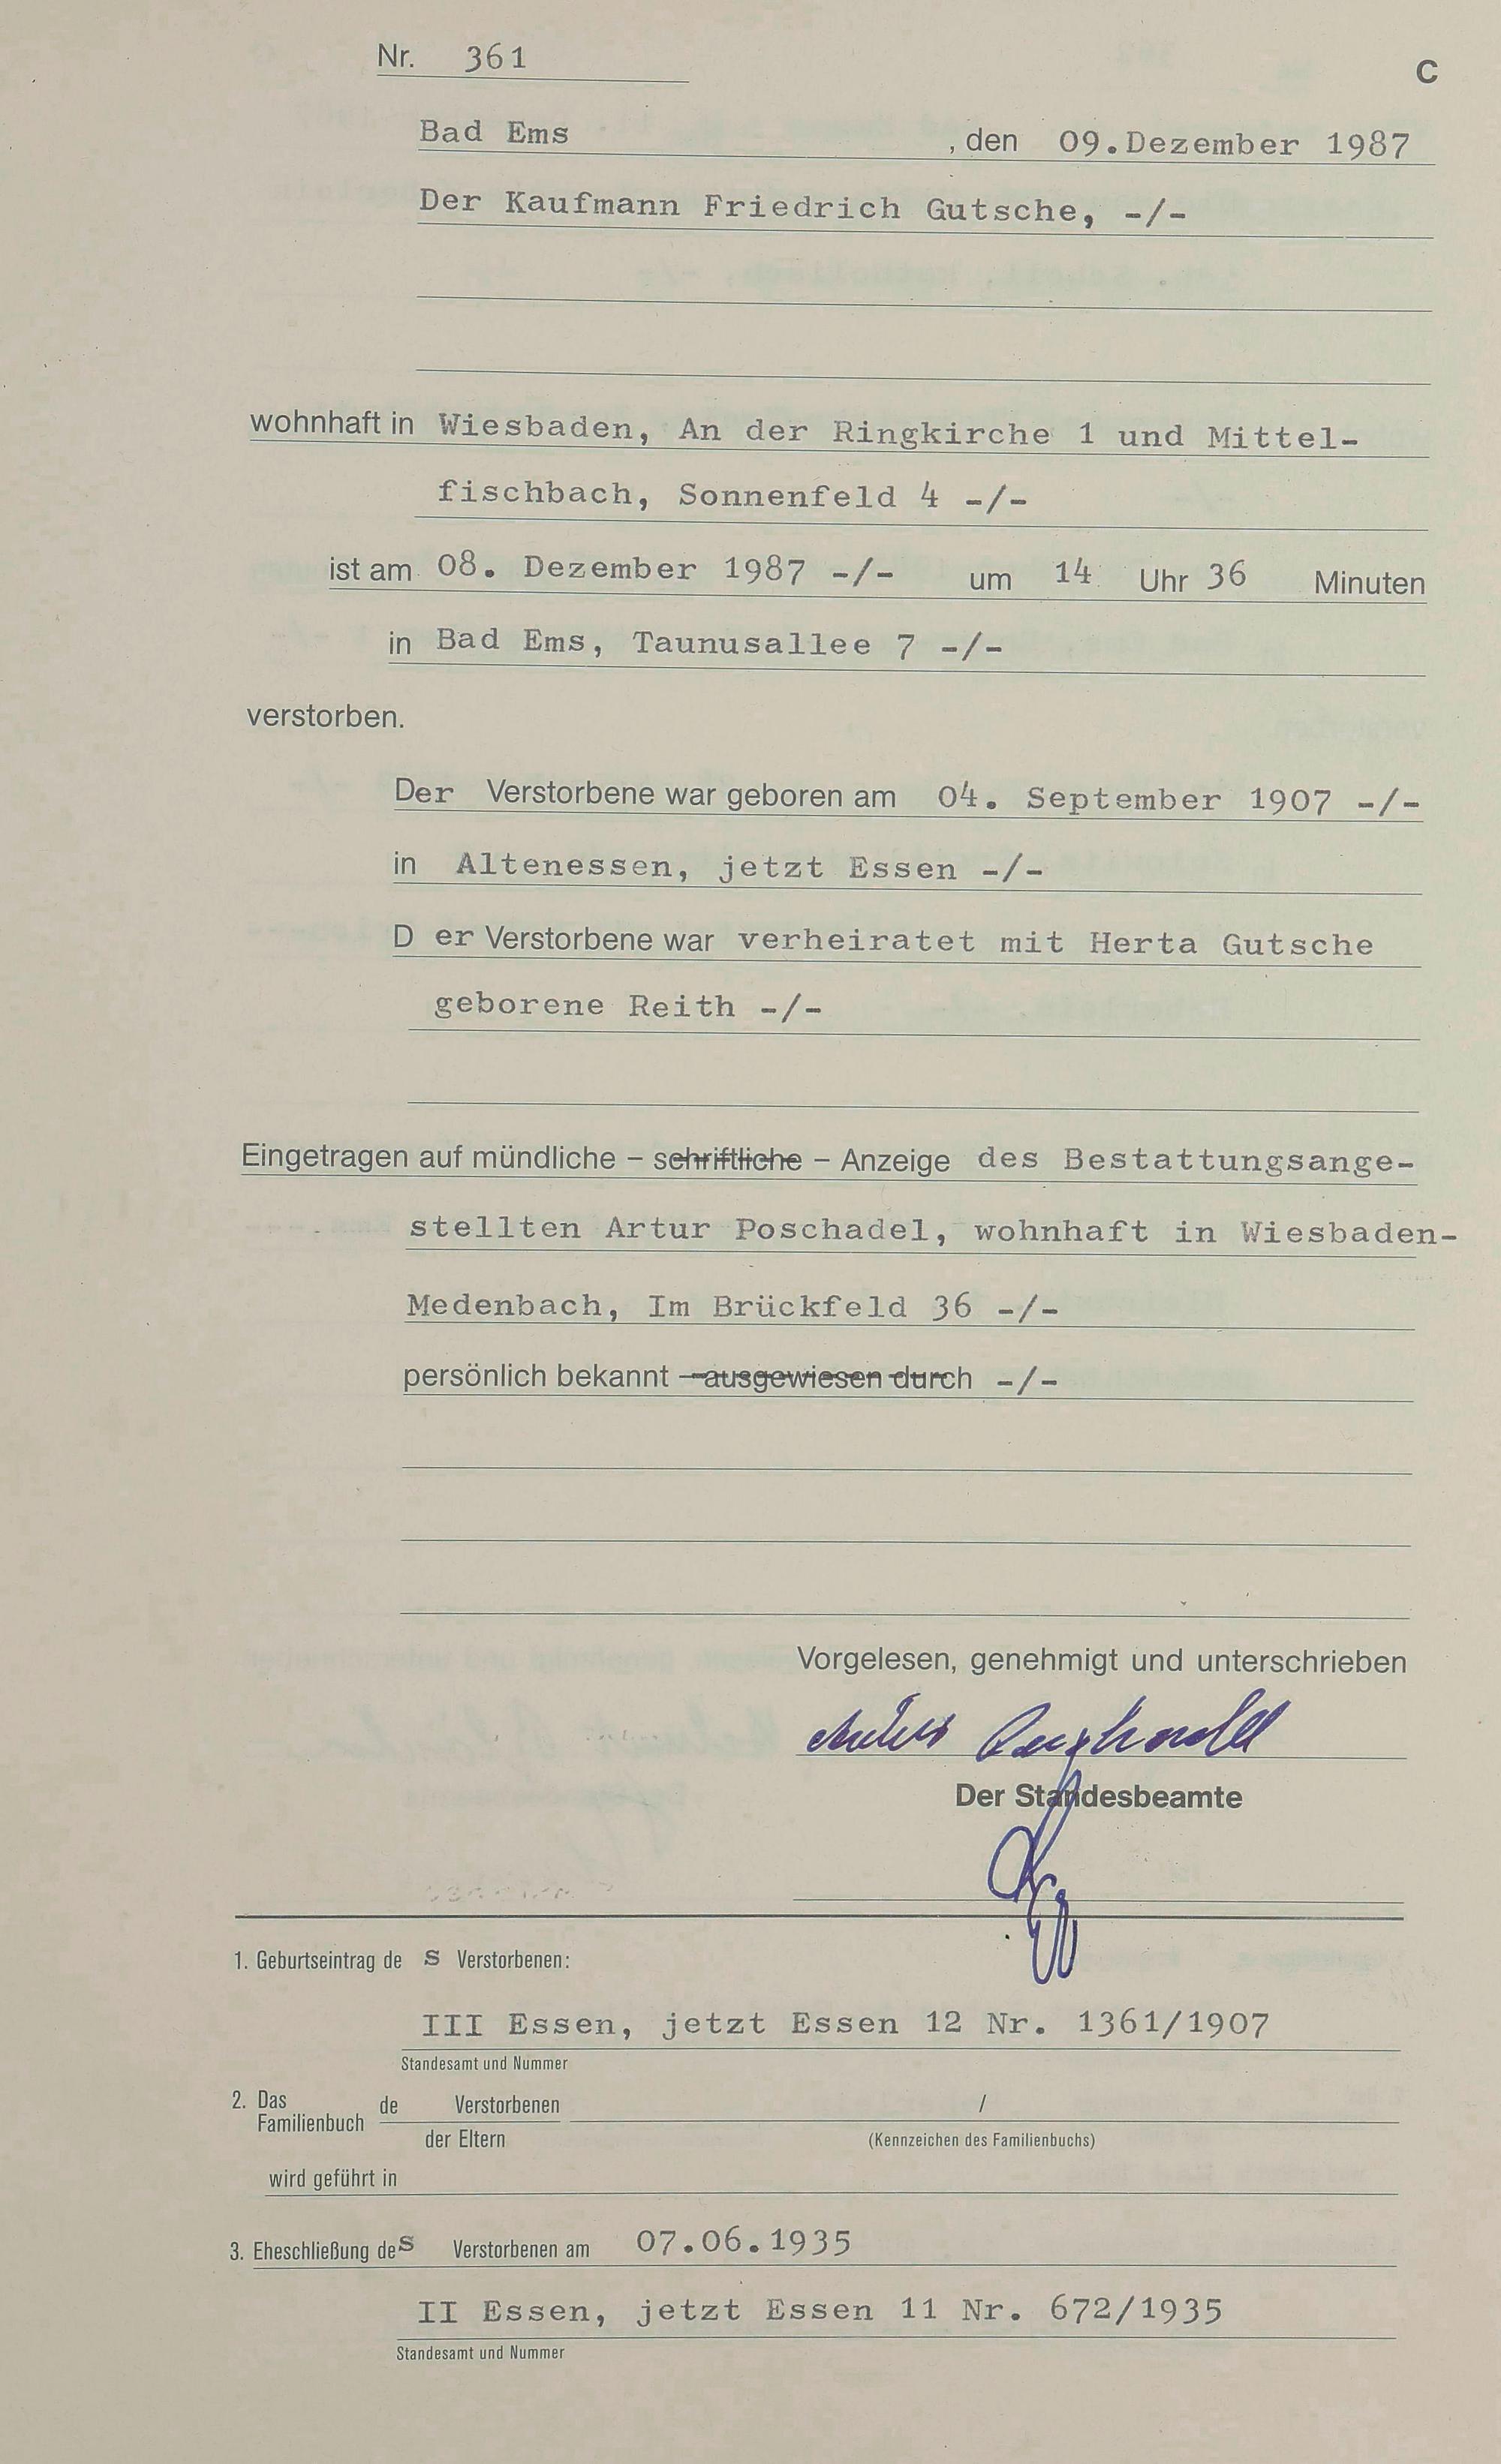 Nr. 361
C
Bad Ems , den 09.Dezember 1987
Der Kaufmann Friedrich Gutsche, -/-
wohnhaft in Wiesbaden, An der Ringkirche 1 und Mittel-
fischbach, Sonnenfeld 4 -/-
ist am 08. Dezember 1987 -/- um 14 Uhr 36 Minuten
in Bad Ems, Taunusallee 7 -/-
verstorben.
Der Verstorbene war geboren am 04. September 1907 -/-
in Altenessen, jetzt Essen -/-
D er Verstorbene war verheiratet mit Herta Gutsche
geborene Reith -/-
Eingetragen auf mündliche – schriftliche – Anzeige des Bestattungsange-
stellten Artur Poschadel, wohnhaft in Wiesbaden-
Medenbach, Im Brückfeld 36 -/-
persönlich bekannt – ausgewiesen durch -/-
Vorgelesen, genehmigt und unterschrieben
Der Standesbeamte
1. Geburtseintrag de s Verstorbenen:
III Essen, jetzt Essen 12 Nr. 1361/1907
Standesamt und Nummer
2. Das Familienbuch de Verstorbenen /
der Eltern (Kennzeichen des Familienbuchs)
wird geführt in
3. Eheschließung des Verstorbenen am 07.06.1935
II Essen, jetzt Essen 11 Nr. 672/1935
Standesamt und Nummer